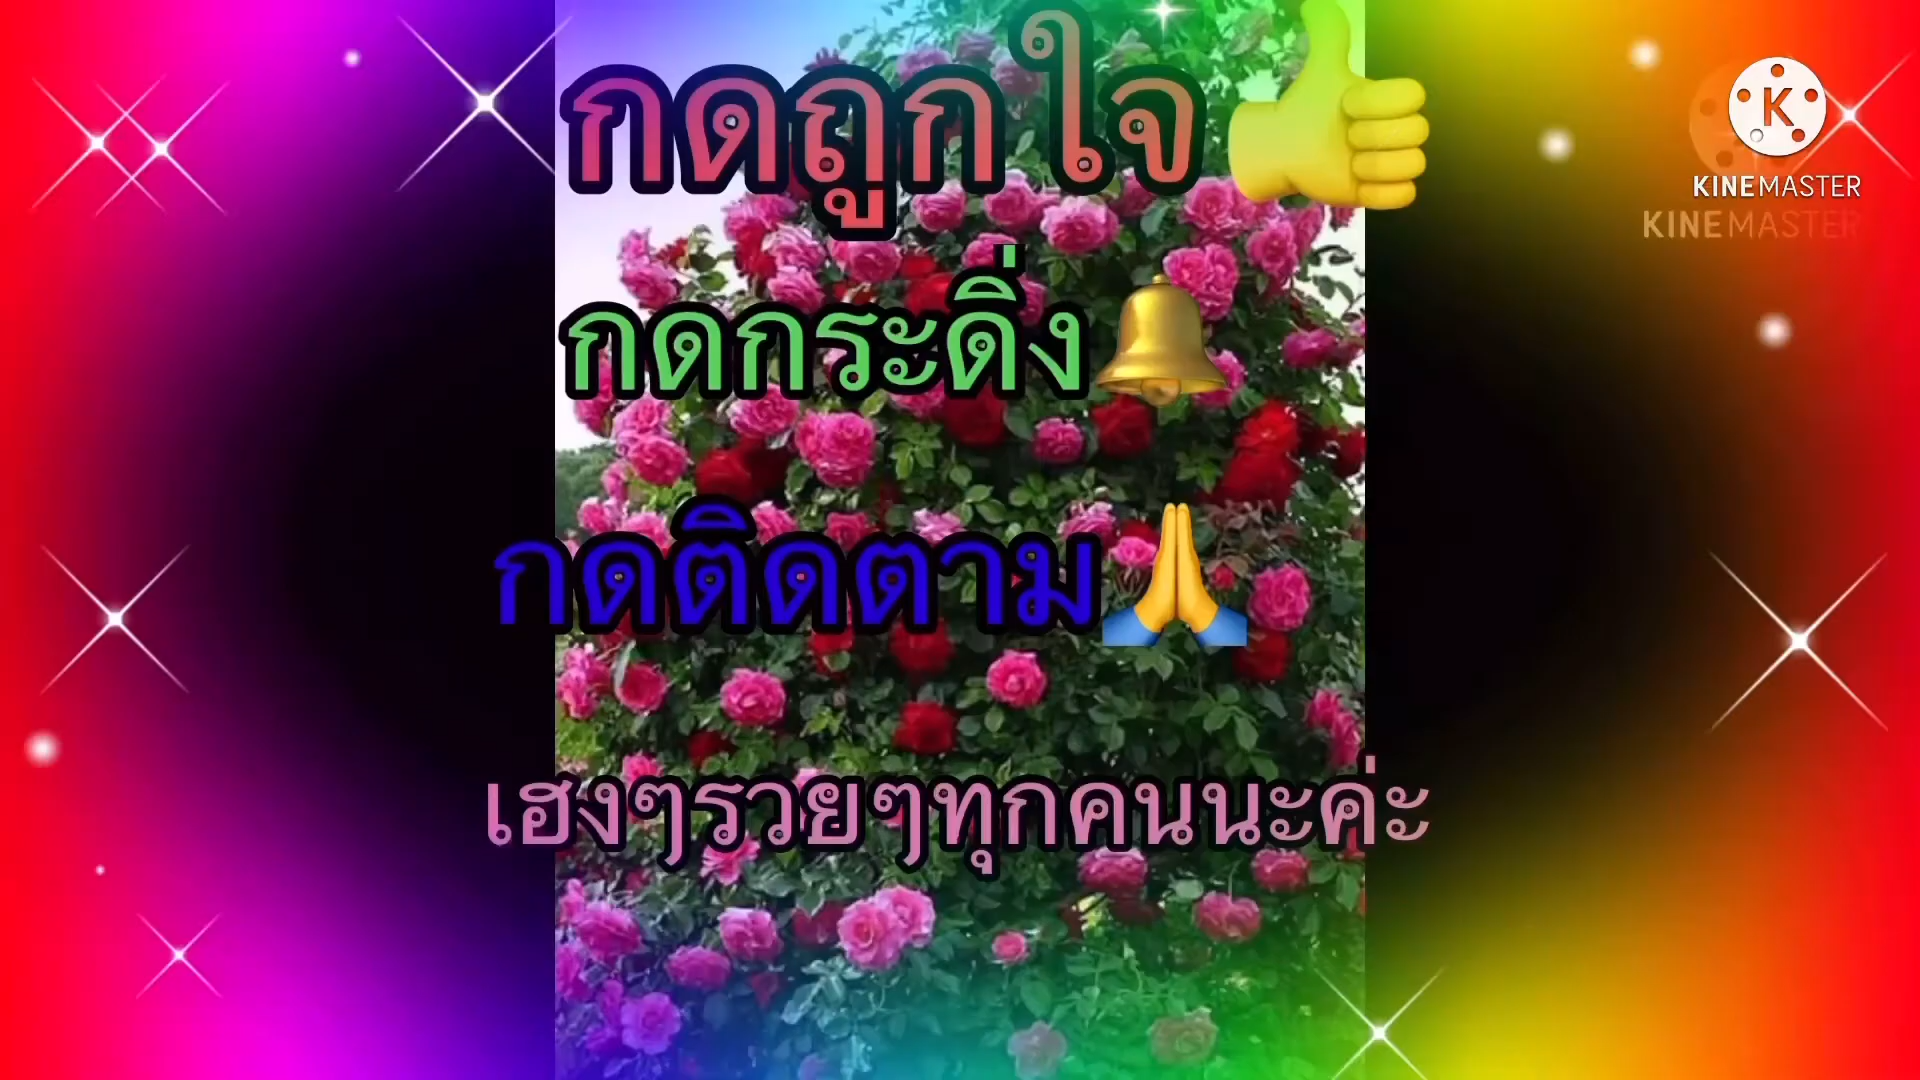 กดถูกใจ👍
กดกระดิ่ง🔔
กดติดตาม🙏
เฮงๆรวยๆทุกคนนะค่ะ
KINEMASTER
KINEMASTER